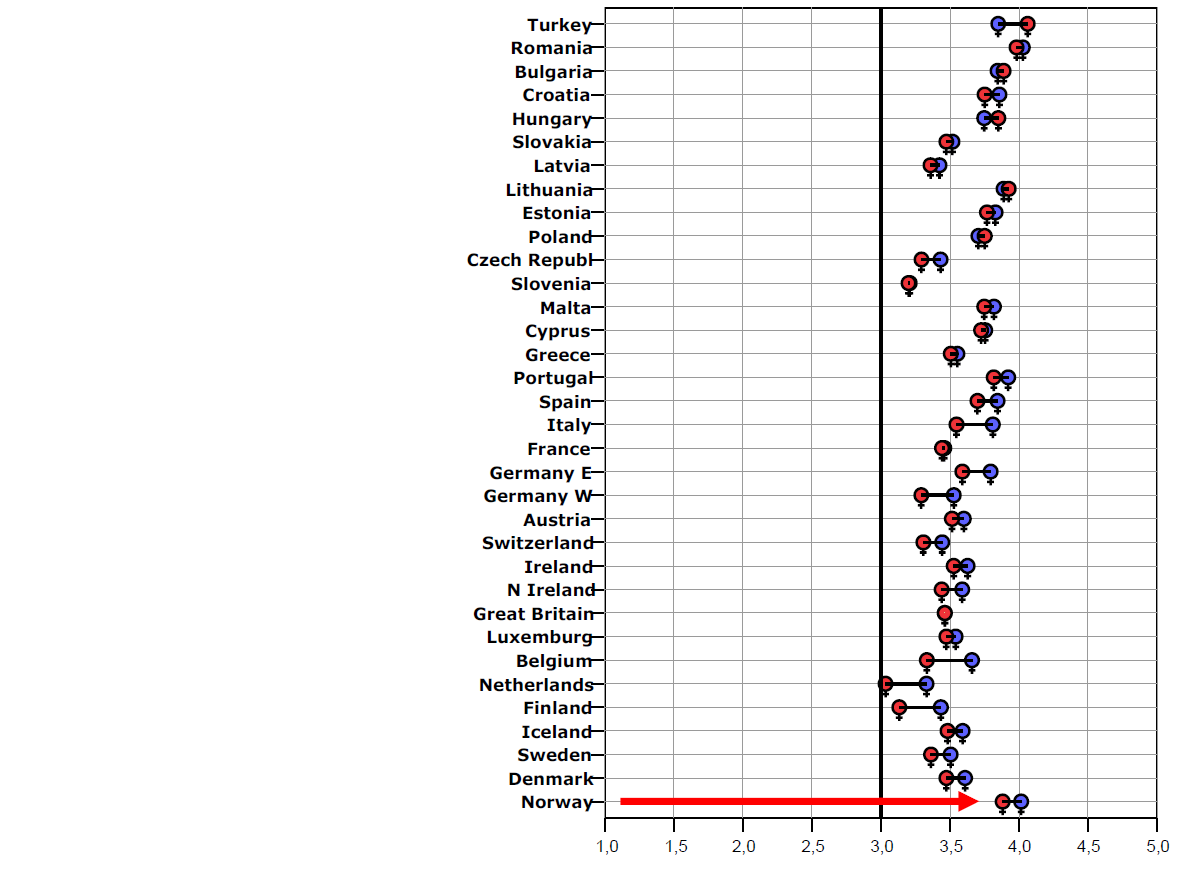 Turkey
Romania
Bulgaria
Croatia
Hungary
Slovakia
Latvia
Lithuania
Estonia
Poland
Czech Republ
Slovenia
Malta
Cyprus
Greece
Portugal
Spain
Italy
France
Germany E
Germany W
Austria
Switzerland
Ireland
N Ireland
Great Britain
Luxemburg
Belgium
Netherlands
Finland
Iceland
Sweden
Denmark
Norway
1,0 1,5 2,0 2,5 3,0 3,5 4,0 4,5 5,0